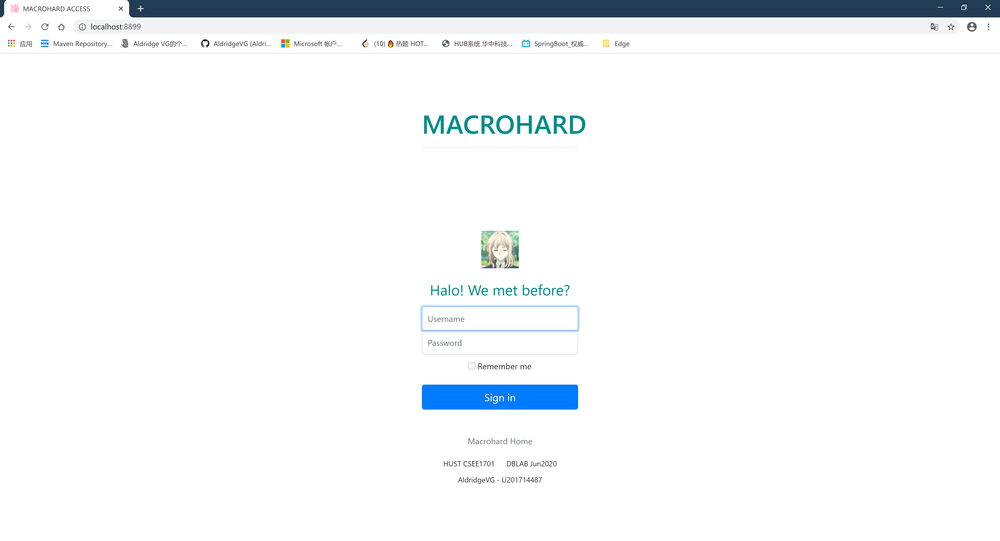 MACROHARD ACCESS
localhost:8899
应用 Maven Repository... Aldridge VG的个... AldridgeVG (Aldri... Microsoft 帐户... (10) 🔥 热题 HOT... HUB系统 华中科技... SpringBoot_权威... Edge
MACROHARD
Halo! We met before?
Username
Password
Remember me
Sign in
Macrohard Home
HUST CSEE1701 DBLAB Jun2020
AldridgeVG - U201714487